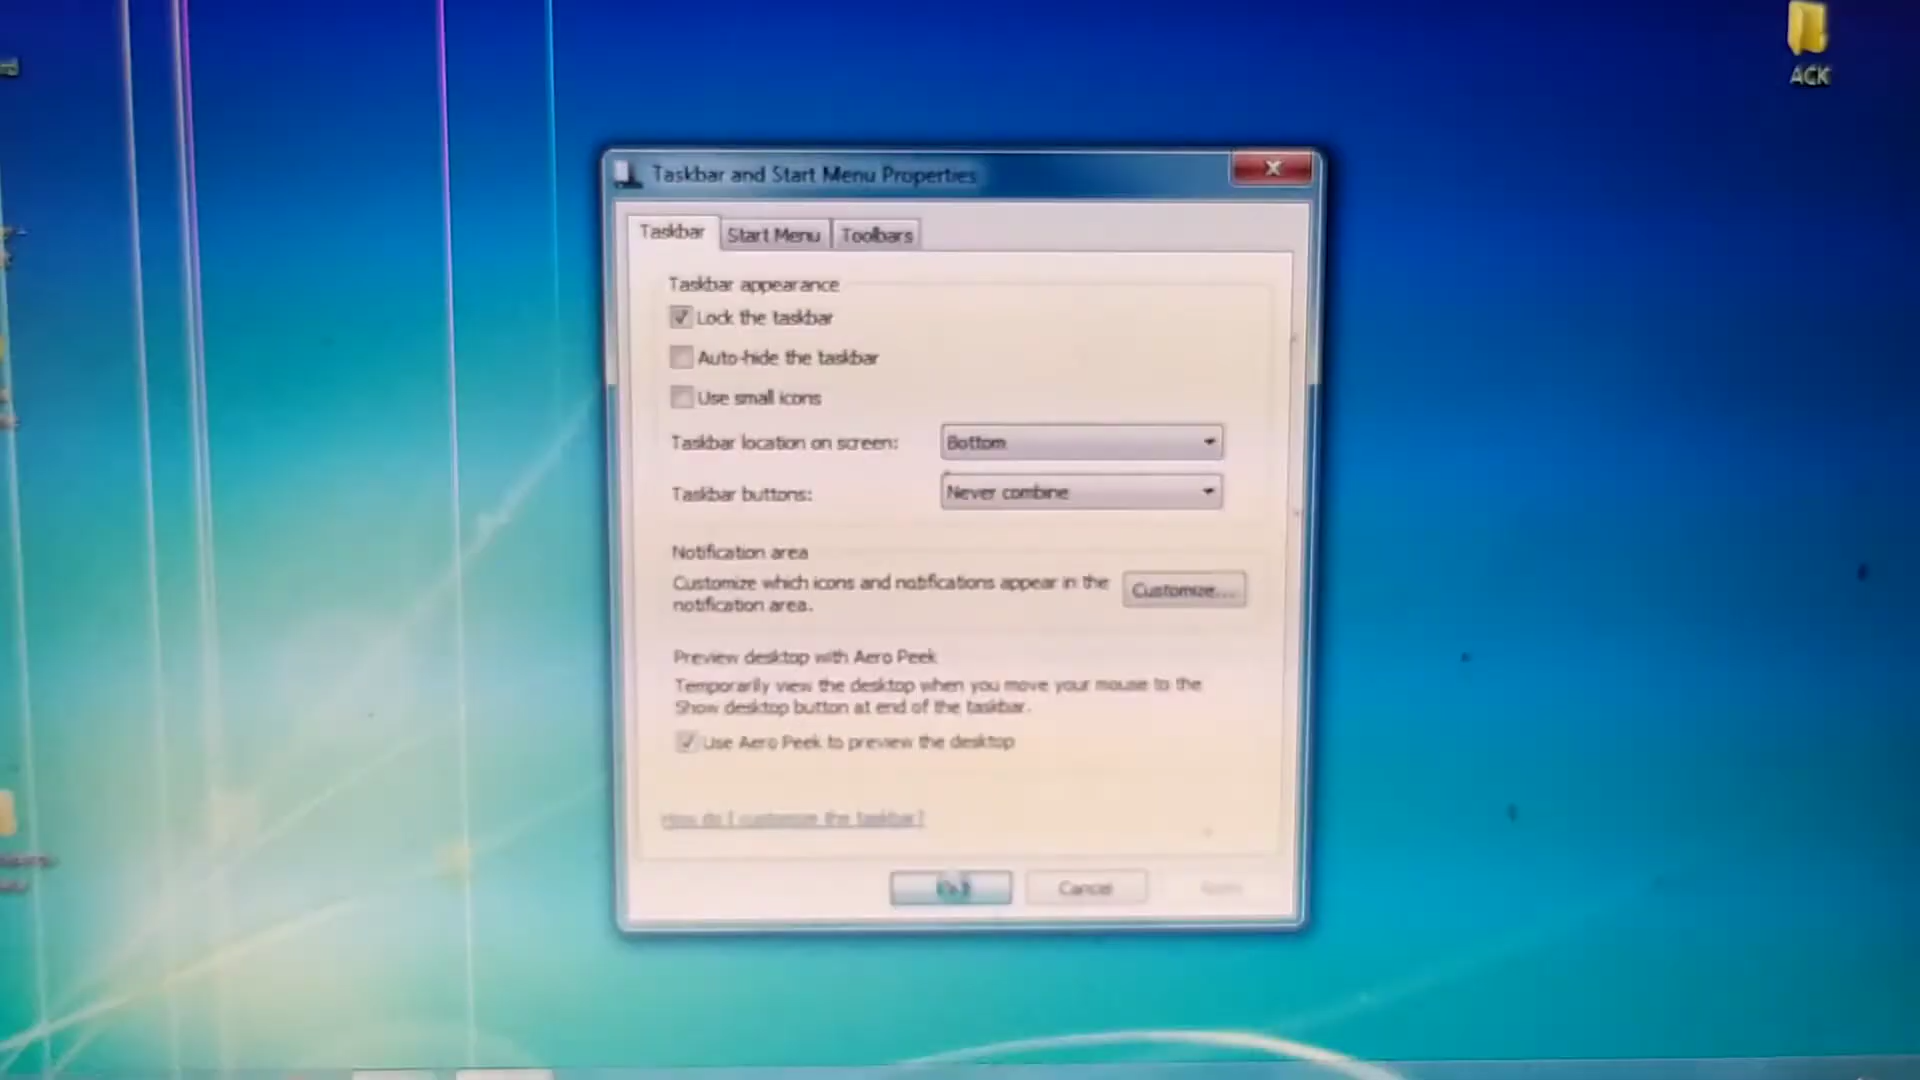 ACK
Taskbar and Start Menu Properties
Taskbar
Start Menu
Toolbars
Taskbar appearance
Lock the taskbar
Auto-hide the taskbar
Use small icons
Taskbar location on screen:
Bottom
Taskbar buttons:
Never combine
Notification area
Customize which icons and notifications appear in the
notification area.
Customize...
Preview desktop with Aero Peek
Temporarily view the desktop when you move your mouse to the
Show desktop button at end of the taskbar.
Use Aero Peek to preview the desktop
How do I customize the taskbar?
Cancel